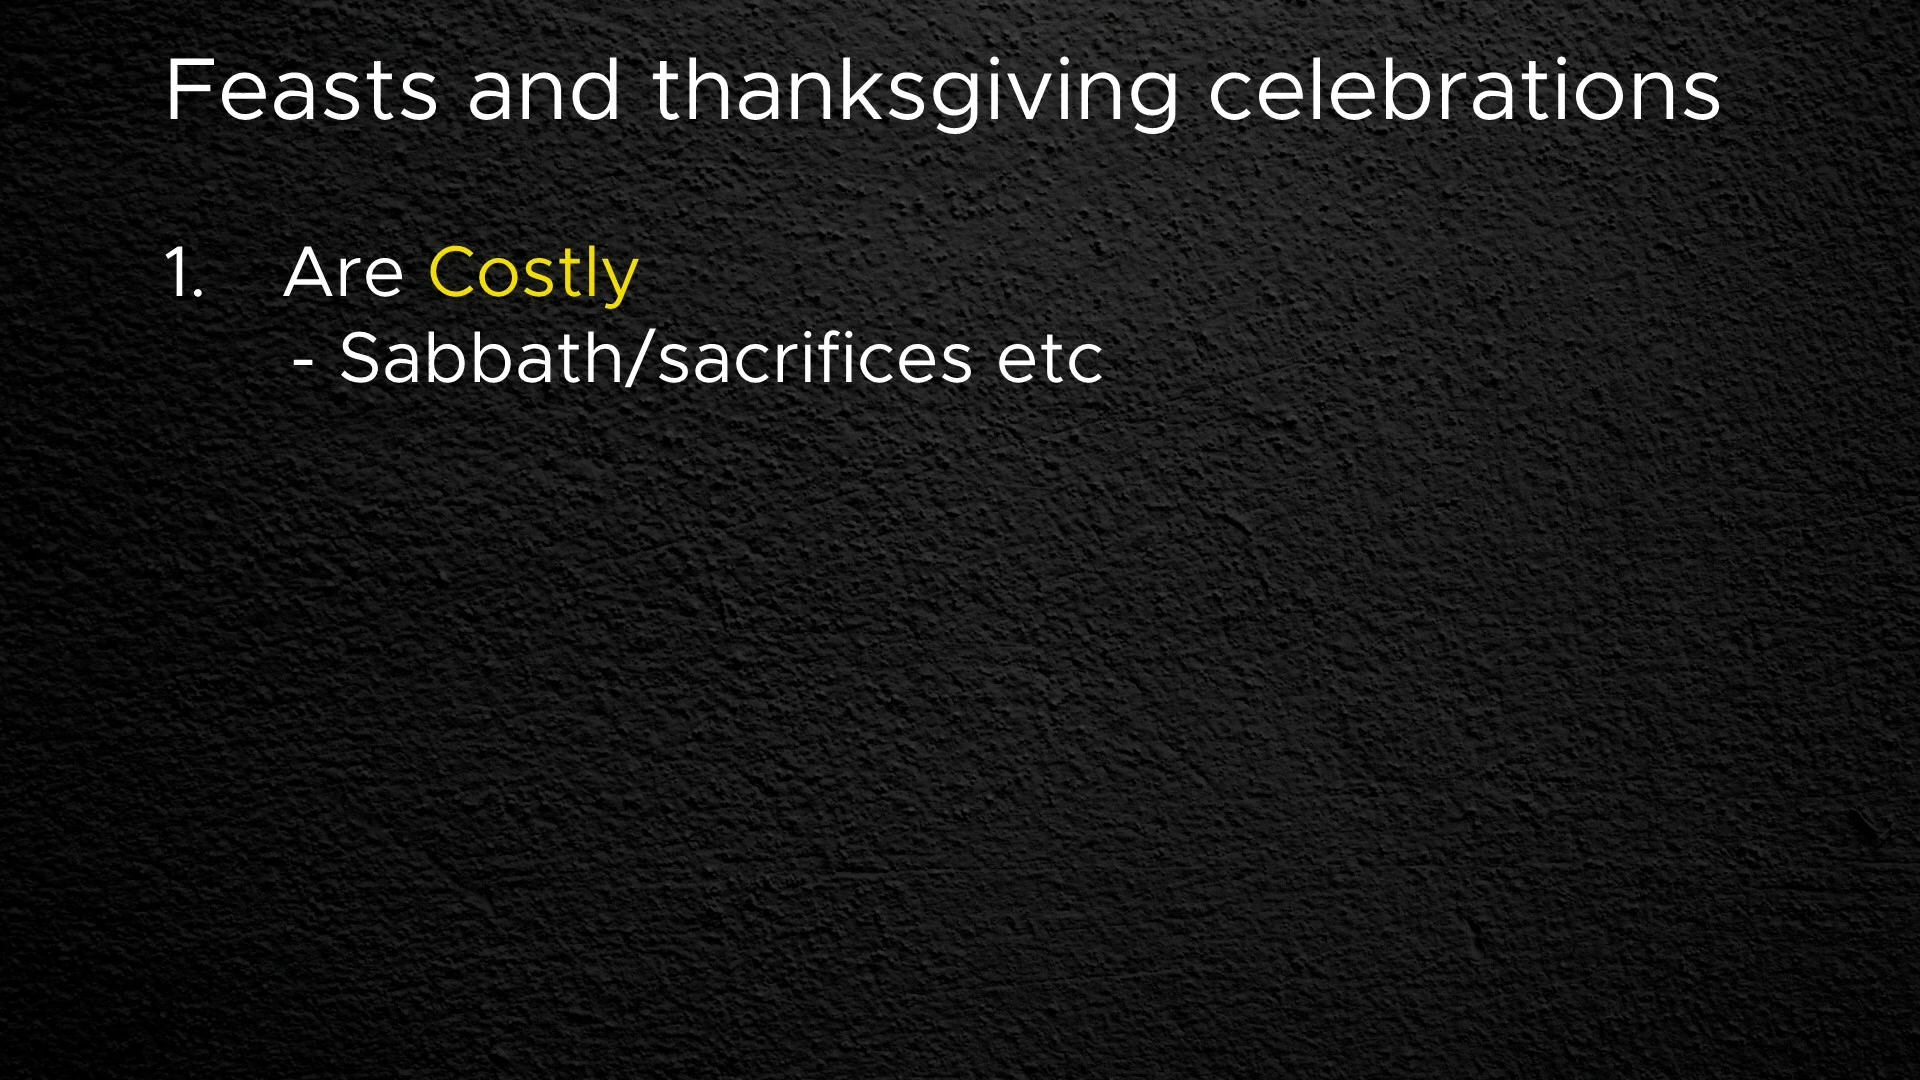 Feasts and thanksgiving celebrations
1. Are Costly
- Sabbath/sacrifices etc